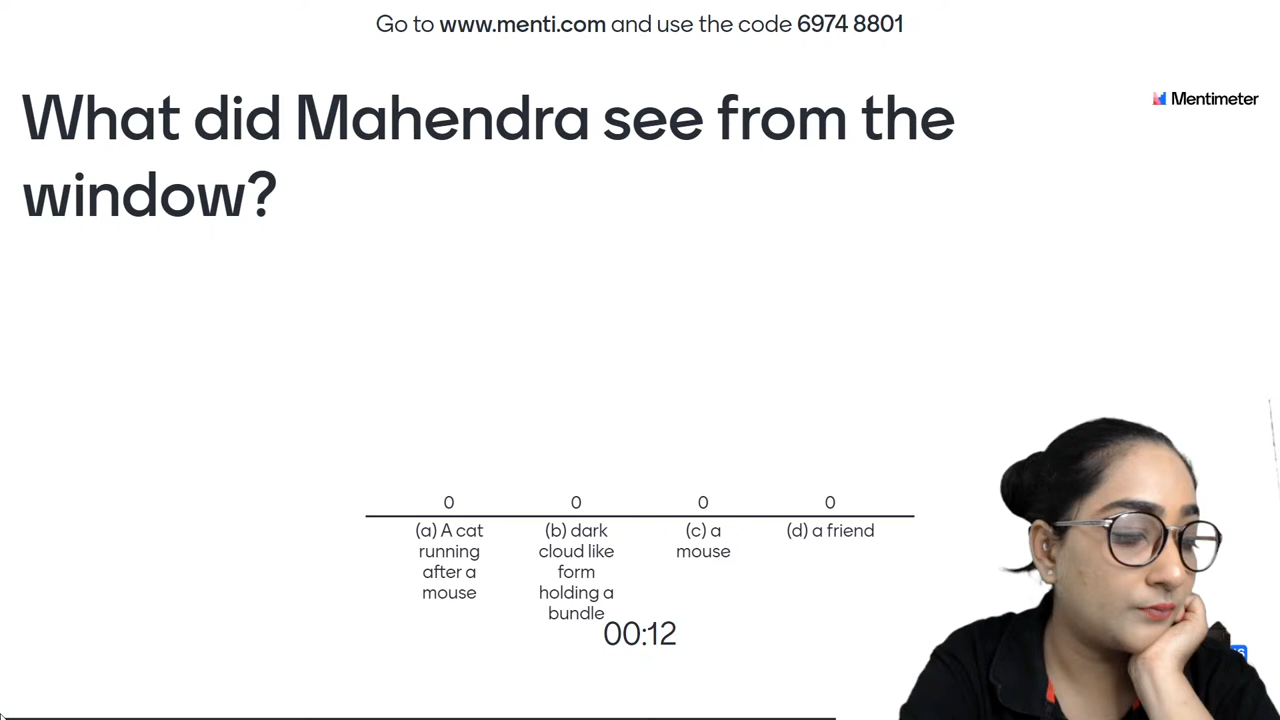 Go to www.menti.com and use the code 6974 8801
Mentimeter
What did Mahendra see from the
window?
0
0
0
0
(a) A cat
running
after a
mouse
(b) dark
cloud like
form
holding a
bundle
(c) a
mouse
(d) a friend
00:12